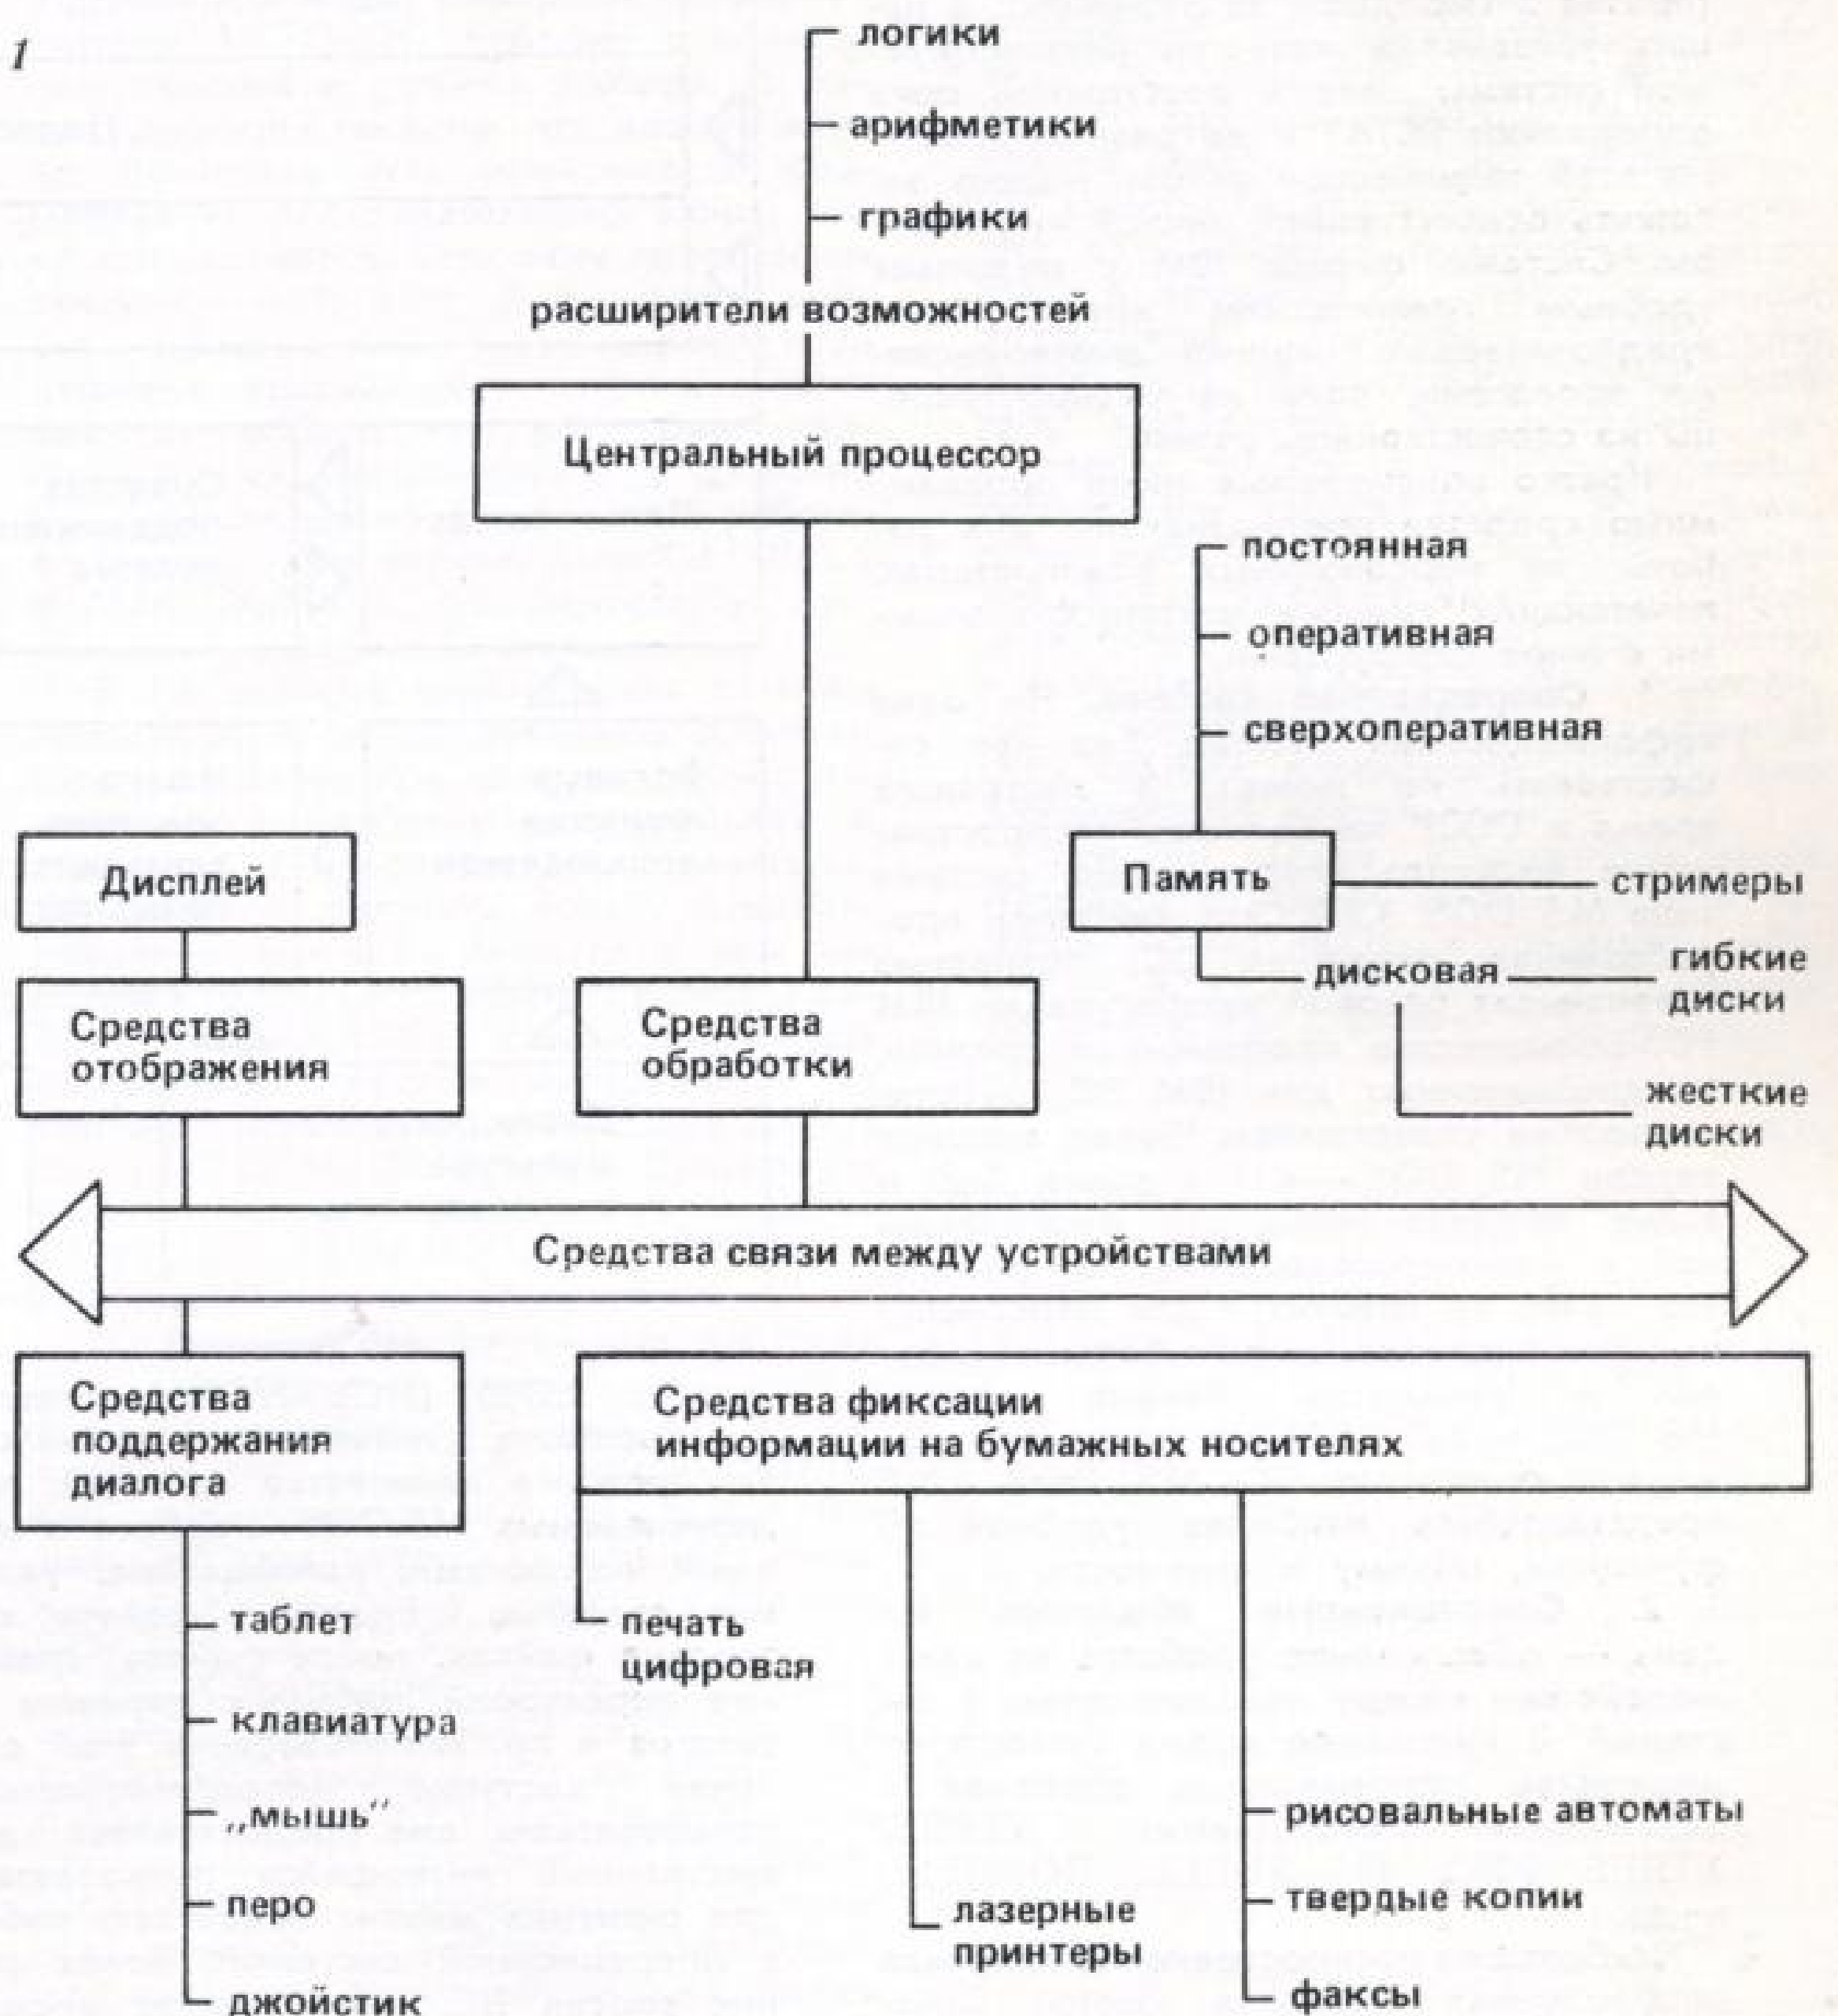 1
логики
арифметики
графики
расширители возможностей
Центральный процессор
постоянная
оперативная
сверхоперативная
Дисплей
Память
стримеры
дисковая
гибкие
диски
жесткие
диски
Средства
отображения
Средства
обработки
Средства связи между устройствами
Средства
поддержания
диалога
Средства фиксации
информации на бумажных носителях
таблет
клавиатура
„мышь“
перо
джойстик
печать
цифровая
лазерные
принтеры
рисовальные автоматы
твердые копии
факсы